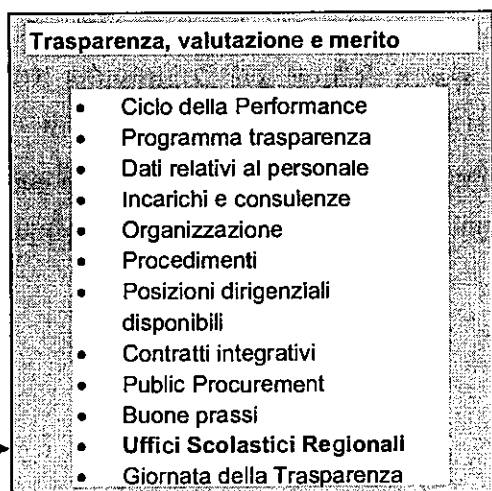 Trasparenza, valutazione e merito
• Ciclo della Performance
• Programma trasparenza
• Dati relativi al personale
• Incarichi e consulenze
• Organizzazione
• Procedimenti
• Posizioni dirigenziali
disponibili
• Contratti integrativi
• Public Procurement
• Buone prassi
• Uffici Scolastici Regionali
• Giornata della Trasparenza